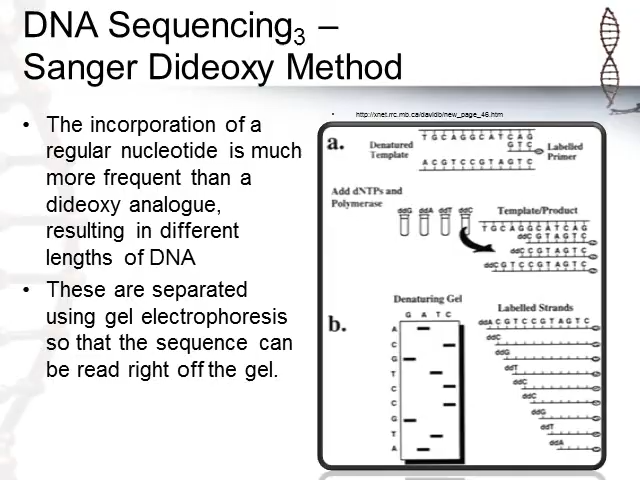 DNA Sequencing3 –
Sanger Dideoxy Method
• The incorporation of a
regular nucleotide is much
more frequent than a
dideoxy analogue,
resulting in different
lengths of DNA
• These are separated
using gel electrophoresis
so that the sequence can
be read right off the gel.
• http://xnet.rrc.mb.ca/davidb/new_page_46.htm
a.
Denatured
Template
T G C A G G C A T C A G
G T C
A C G T C C G T A G T C
Labelled
Primer
Add dNTPs and
Polymerase
ddG ddA ddT ddC
Template/Product
T G C A G G C A T C A G
ddC G T A G T C
ddC C G T A G T C
ddC G T C C G T A G T C
b.
Denaturing Gel
G A T C
A
C
G
T
C
C
G
T
A
Labelled Strands
ddA C G T C C G T A G T C
ddC
ddG
ddT
ddC
ddC
ddG
ddT
ddA